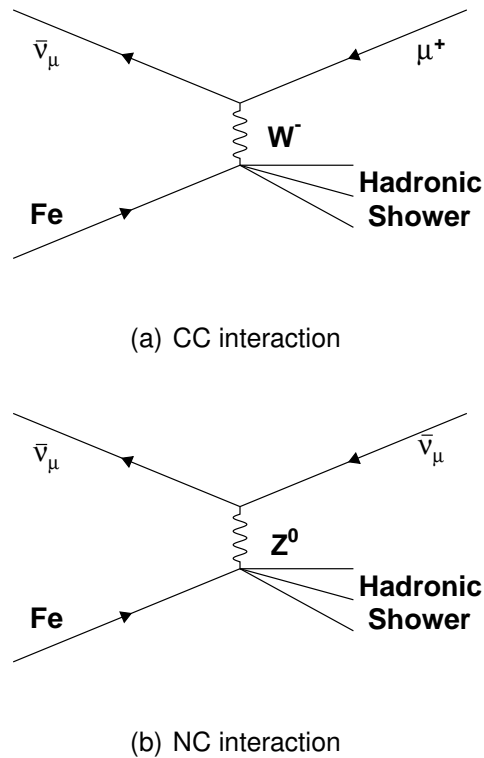 ν̄μ
μ+
W-
Hadronic
Fe
Shower
(a) CC interaction
ν̄μ
ν̄μ
Z0
Hadronic
Fe
Shower
(b) NC interaction